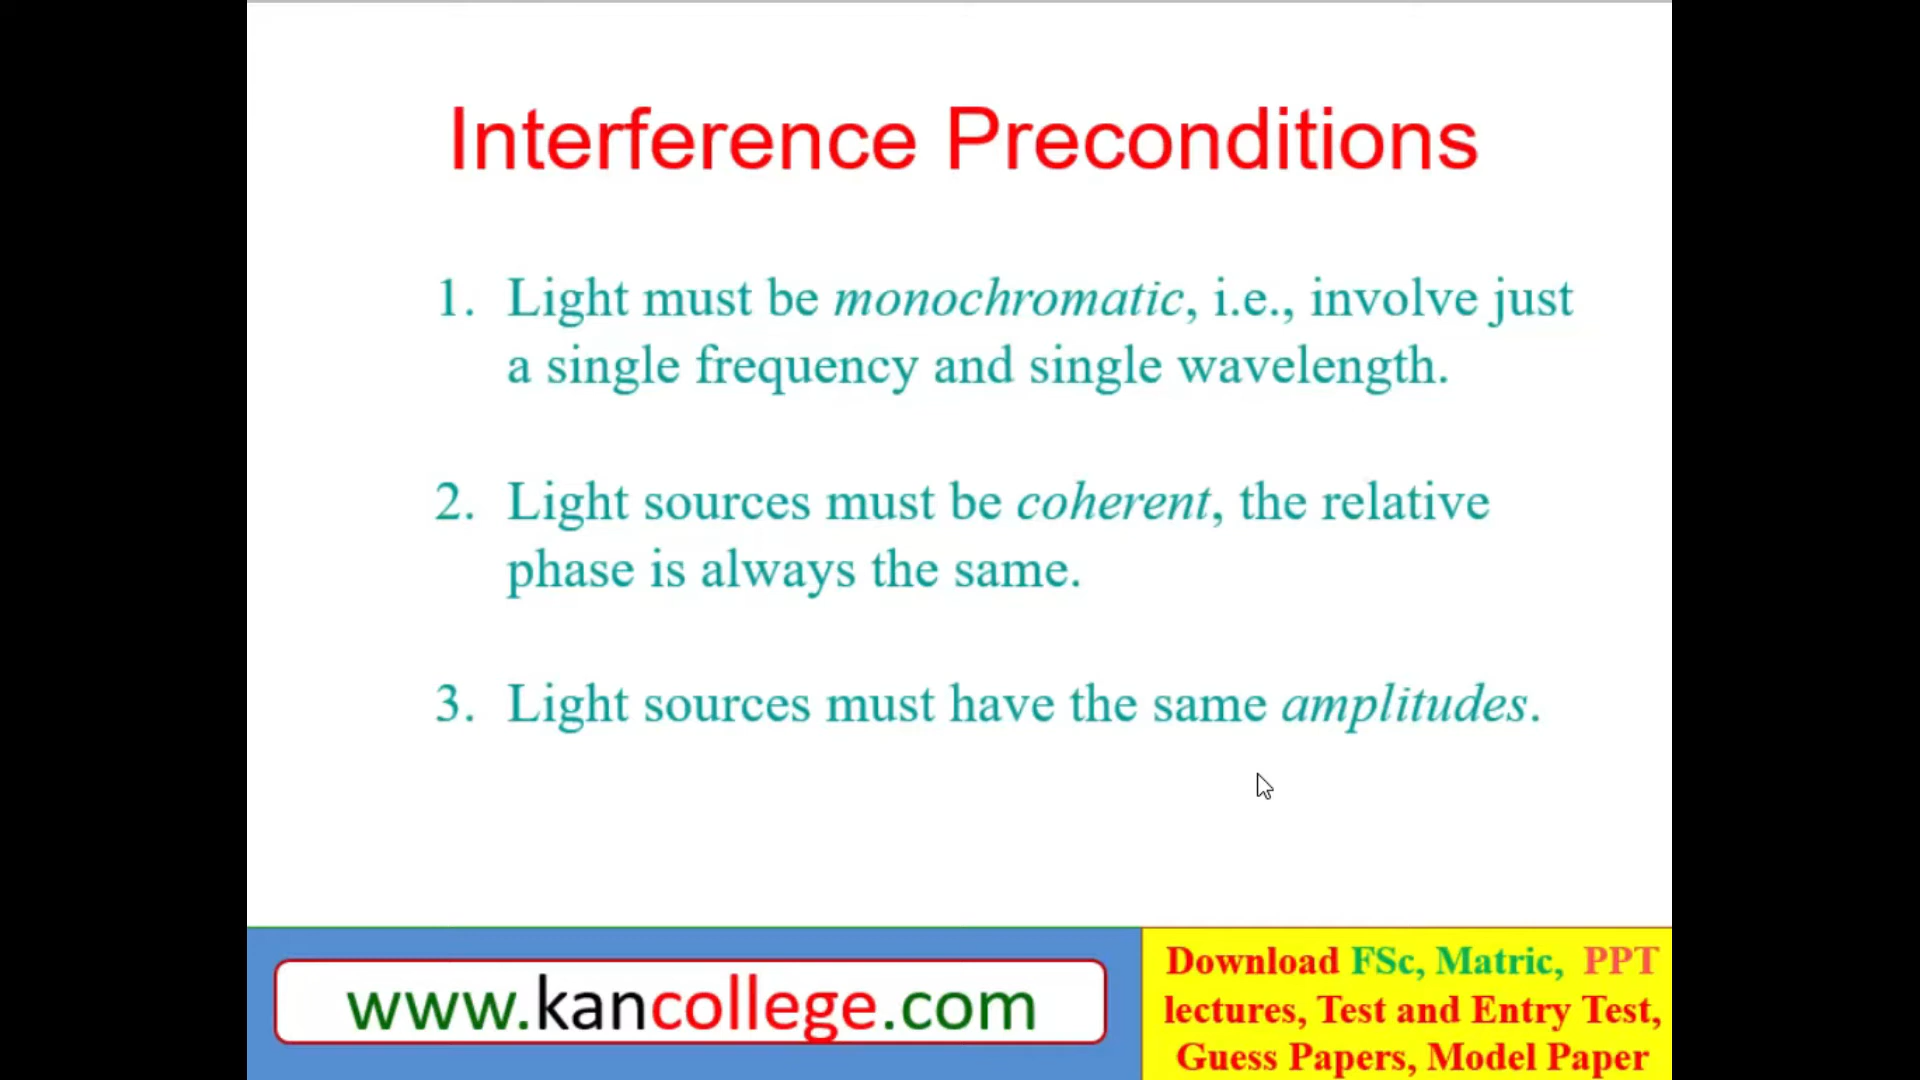 Interference Preconditions
1. Light must be monochromatic, i.e., involve just
a single frequency and single wavelength.
2. Light sources must be coherent, the relative
phase is always the same.
3. Light sources must have the same amplitudes.
www.kancollege.com
Download FSc, Matric, PPT
lectures, Test and Entry Test,
Guess Papers, Model Paper